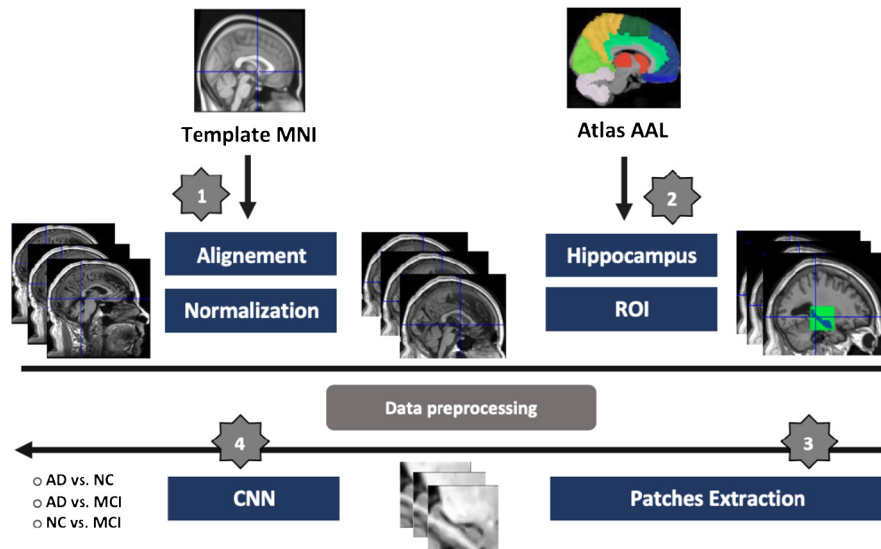 Template MNI
Atlas AAL
1
2
Alignement
Hippocampus
Normalization
ROI
Data preprocessing
4
3
○ AD vs. NC
○ AD vs. MCI
○ NC vs. MCI
CNN
Patches Extraction